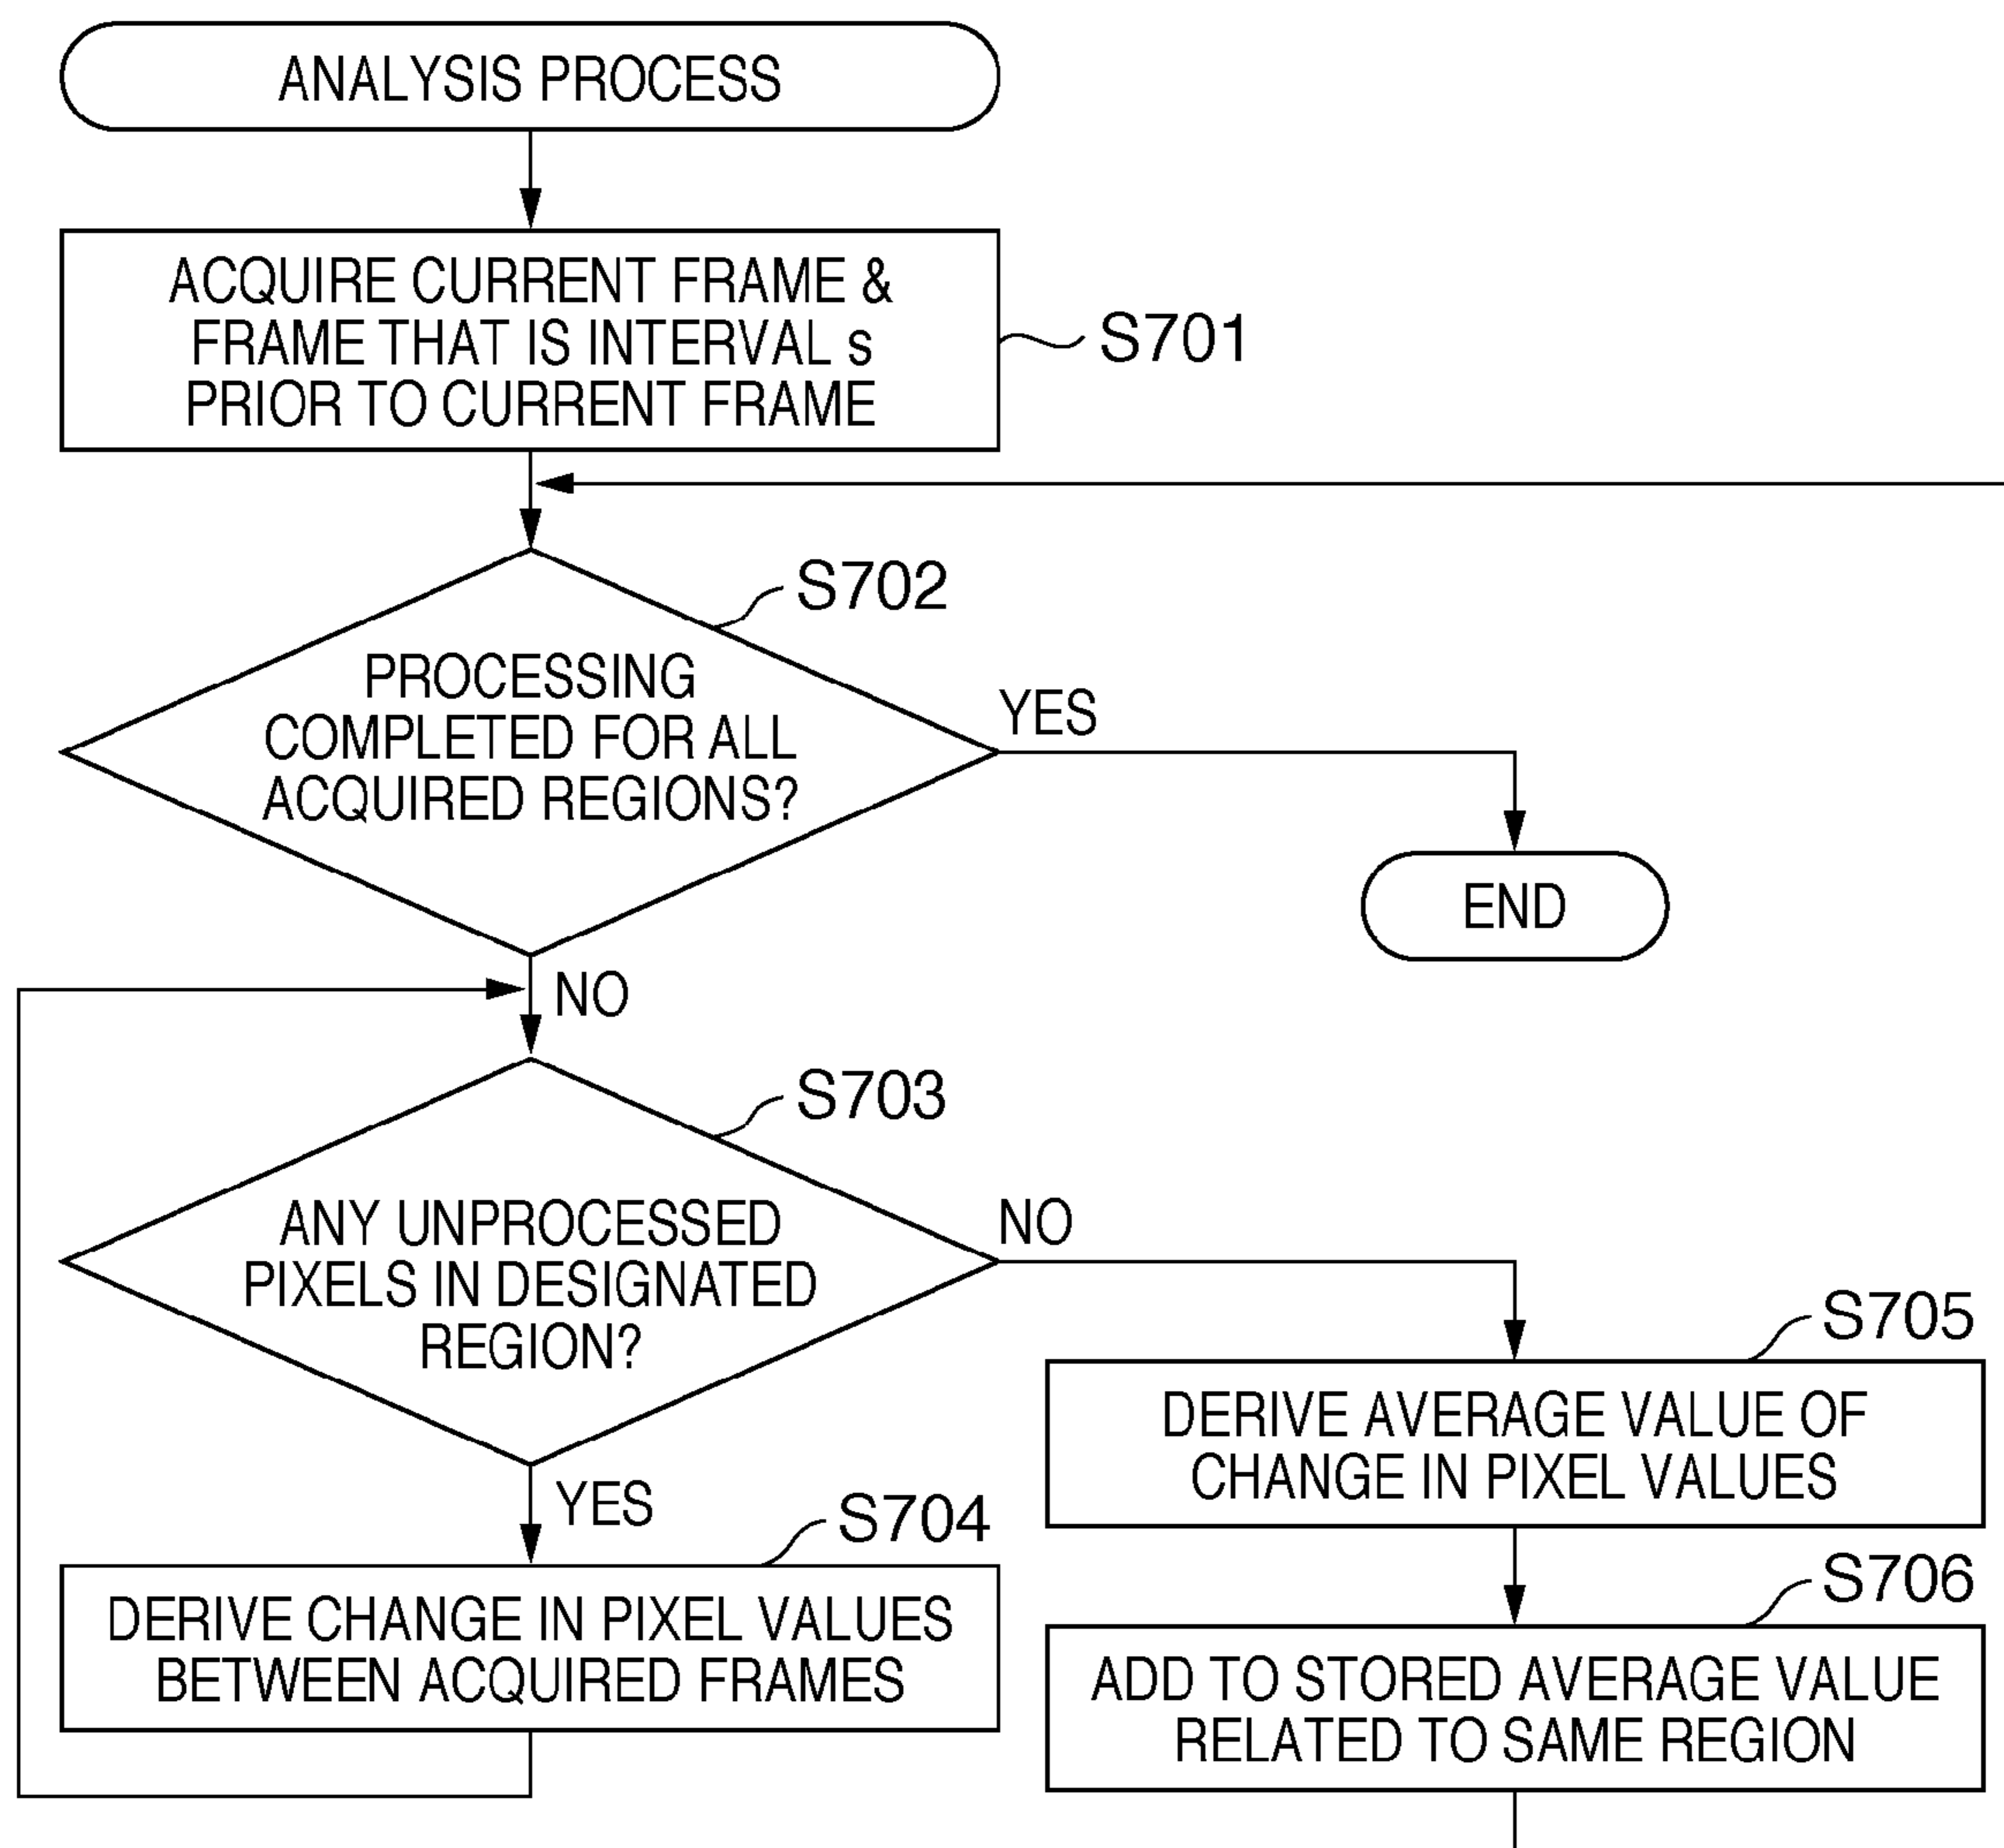 ANALYSIS PROCESS
ACQUIRE CURRENT FRAME &
FRAME THAT IS INTERVAL s
PRIOR TO CURRENT FRAME
S701
S702
PROCESSING
COMPLETED FOR ALL
ACQUIRED REGIONS?
YES
END
NO
S703
ANY UNPROCESSED
PIXELS IN DESIGNATED
REGION?
NO
YES
S704
DERIVE CHANGE IN PIXEL VALUES
BETWEEN ACQUIRED FRAMES
S705
DERIVE AVERAGE VALUE OF
CHANGE IN PIXEL VALUES
S706
ADD TO STORED AVERAGE VALUE
RELATED TO SAME REGION